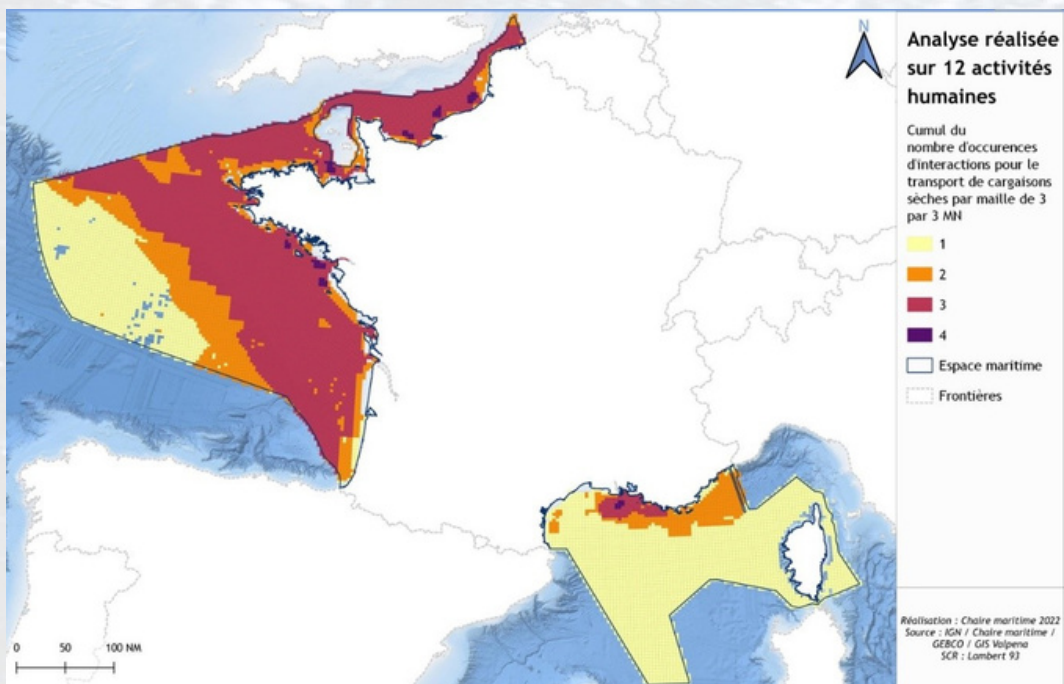 N
Analyse réalisée
sur 12 activités
humaines
Cumul du
nombre d'occurences
d'interactions pour le
transport de cargaisons
sèches par maille de 3
par 3 MN
1
2
3
4
Espace maritime
Frontières
0 50 100 NM
Réalisation : Chaire maritime 2022
Source : IGN / Chaire maritime /
GEBCO / GIS Valpena
SCR : Lambert 93